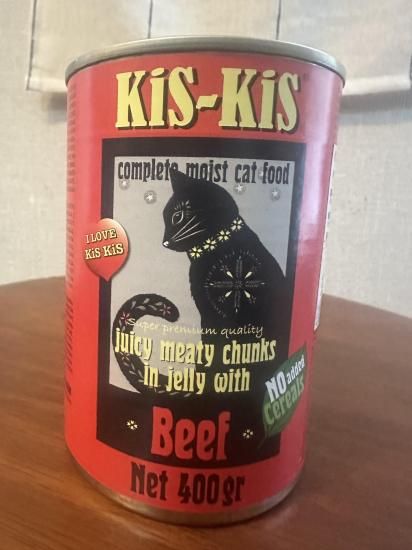 KiS-KiS
complete moist cat food
I LOVE
KiS KiS
Super premium quality
juicy meaty chunks
in jelly with
NO added
Cereals
Beef
Net 400gr